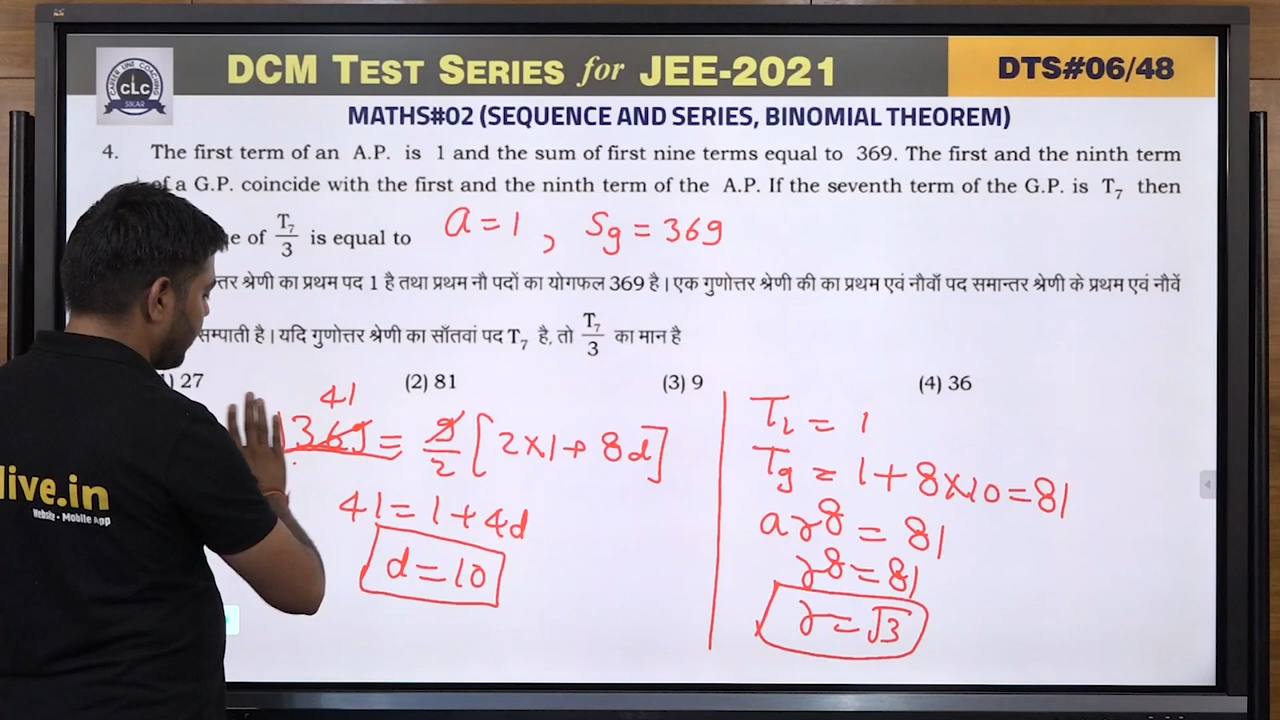 CAREER LINE COACHING
CLC
SIKAR
DCM TEST SERIES for JEE-2021
DTS#06/48
MATHS#02 (SEQUENCE AND SERIES, BINOMIAL THEOREM)
4. The first term of an A.P. is 1 and the sum of first nine terms equal to 369. The first and the ninth term
of a G.P. coincide with the first and the ninth term of the A.P. If the seventh term of the G.P. is T₇ then
of T₇/3 is equal to a = 1, S₉ = 369
श्रेणी का प्रथम पद 1 है तथा प्रथम नौ पदों का योगफल 369 है। एक गुणोत्तर श्रेणी की का प्रथम एवं नौवाँ पद समान्तर श्रेणी के प्रथम एवं नौवें
सम्पाती है। यदि गुणोत्तर श्रेणी का सॉतवां पद T₇ है, तो T₇/3 का मान है
27 (2) 81 (3) 9 (4) 36
41
369 = 9/2 [2×1+8d]
41 = 1+4d
d = 10
T₁ = 1
T₉ = 1+8×10=81
ar⁸ = 81
r⁸ = 81
r = √3
live.in
Website - Mobile App